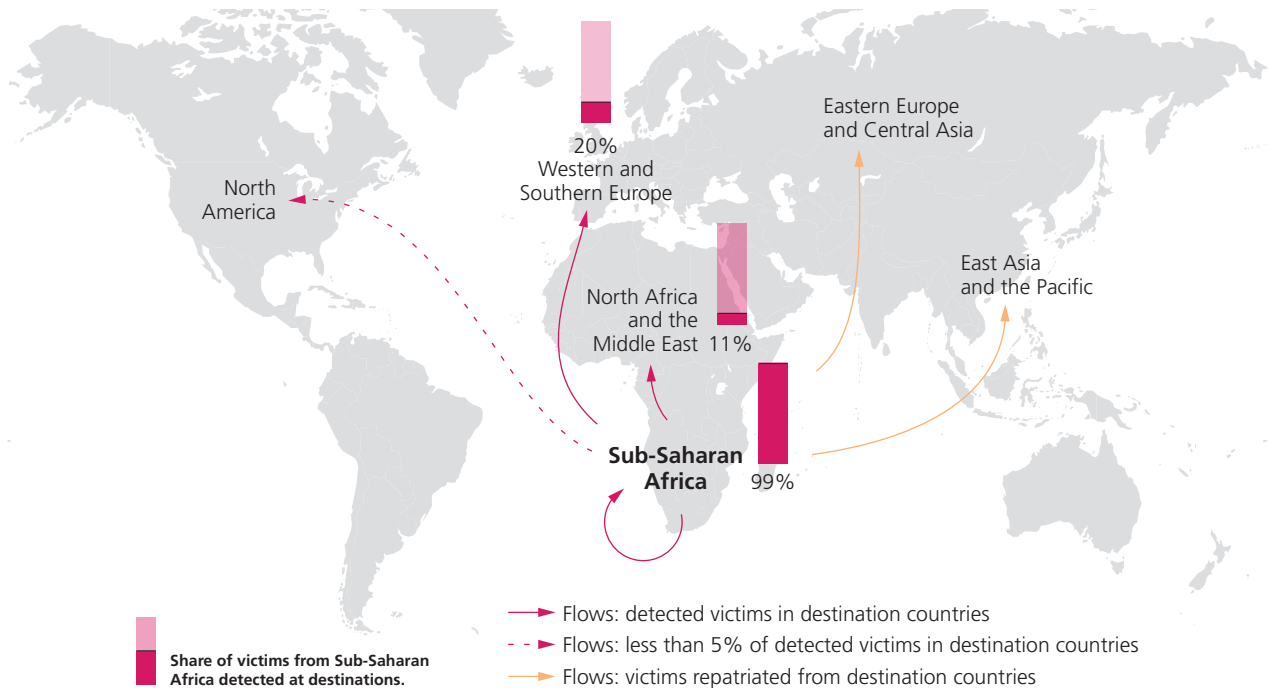 Eastern Europe
and Central Asia
20%
Western and
Southern Europe
North
America
East Asia
and the Pacific
North Africa
and the
Middle East
11%
Sub-Saharan
Africa
99%
Flows: detected victims in destination countries
Flows: less than 5% of detected victims in destination countries
Flows: victims repatriated from destination countries
Share of victims from Sub-Saharan
Africa detected at destinations.